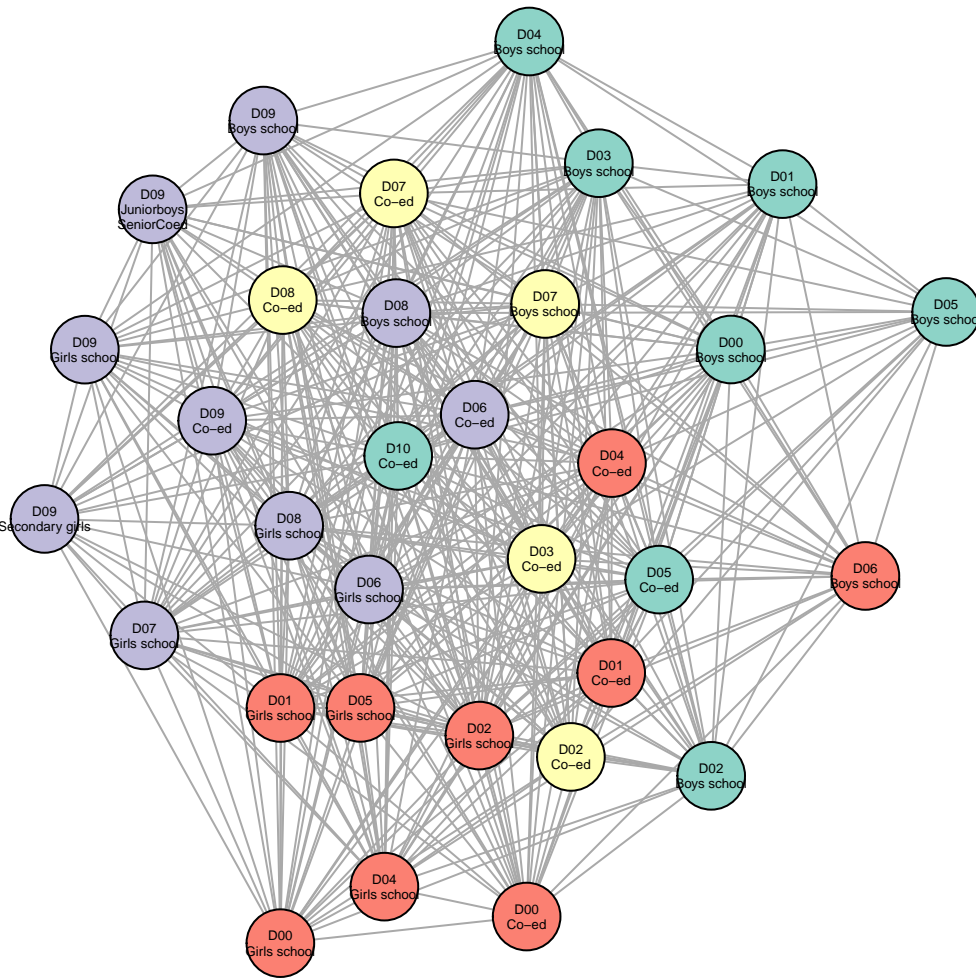 D04
Boys school
D09
Boys school
D03
Boys school
D01
Boys school
D07
Co-ed
D09
Juniorboys
SeniorCoed
D08
Co-ed
D08
Boys school
D07
Boys school
D05
Boys school
D09
Girls school
D00
Boys school
D09
Co-ed
D06
Co-ed
D10
Co-ed
D04
Co-ed
D09
Secondary girls
D08
Girls school
D03
Co-ed
D05
Co-ed
D06
Boys school
D06
Girls school
D07
Girls school
D01
Co-ed
D01
Girls school
D05
Girls school
D02
Girls school
D02
Co-ed
D02
Boys school
D04
Girls school
D00
Co-ed
D00
Girls school